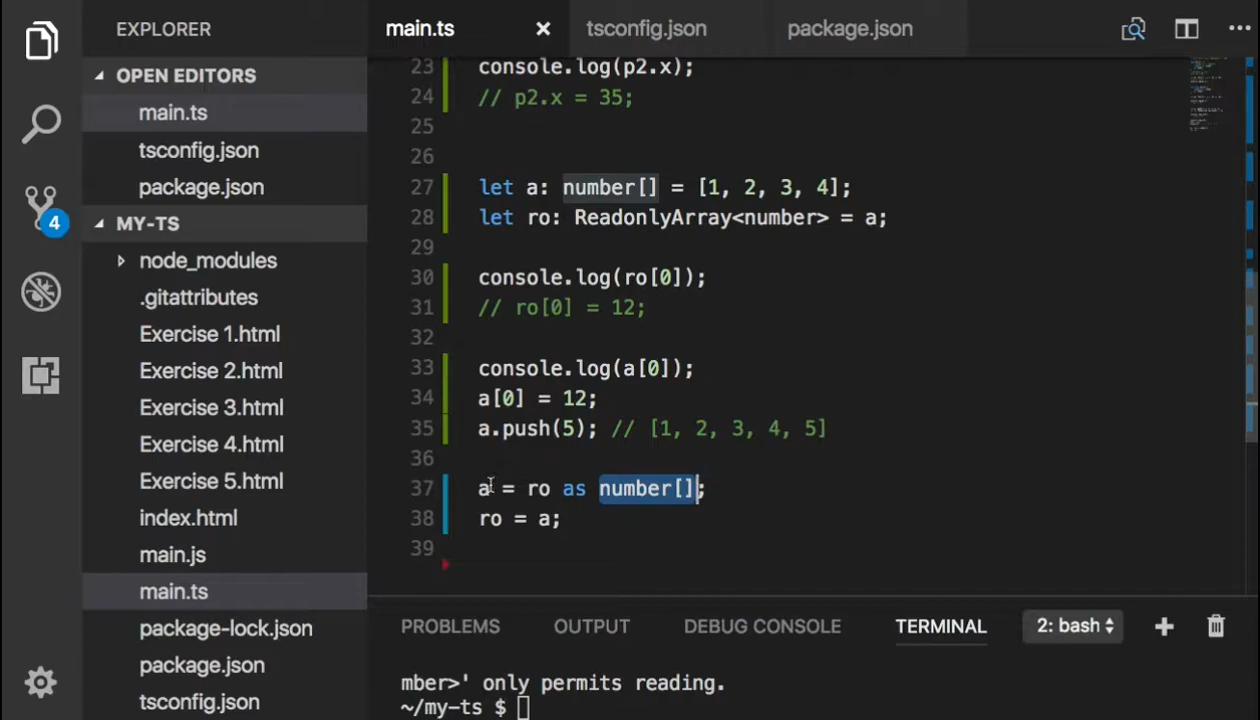 EXPLORER
OPEN EDITORS
main.ts
tsconfig.json
package.json
MY-TS
node_modules
.gitattributes
Exercise 1.html
Exercise 2.html
Exercise 3.html
Exercise 4.html
Exercise 5.html
index.html
main.js
main.ts
package-lock.json
package.json
tsconfig.json
4
main.ts tsconfig.json package.json
23 console.log(p2.x);
24 // p2.x = 35;
25
26
27 let a: number[] = [1, 2, 3, 4];
28 let ro: ReadonlyArray<number> = a;
29
30 console.log(ro[0]);
31 // ro[0] = 12;
32
33 console.log(a[0]);
34 a[0] = 12;
35 a.push(5); // [1, 2, 3, 4, 5]
36
37 a = ro as number[];
38 ro = a;
39
PROBLEMS OUTPUT DEBUG CONSOLE TERMINAL 2: bash
mber>' only permits reading.
~/my-ts $